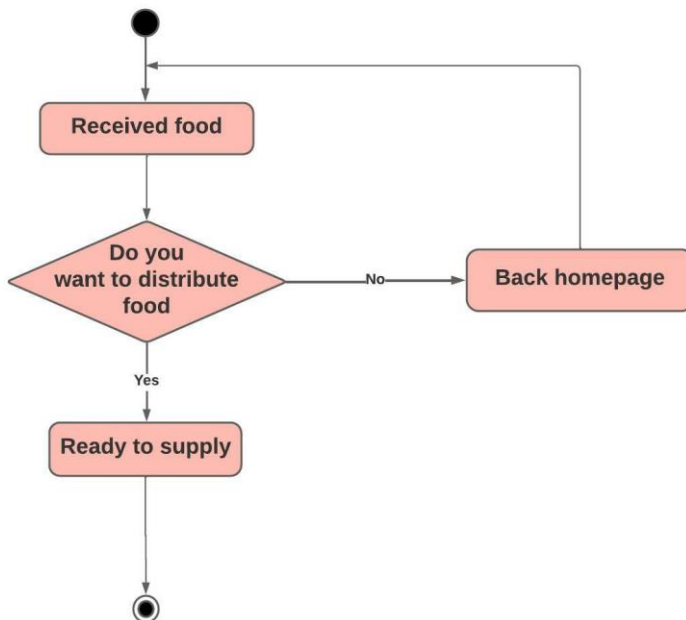 Received food
Do you
want to distribute
food
No
Back homepage
Yes
Ready to supply